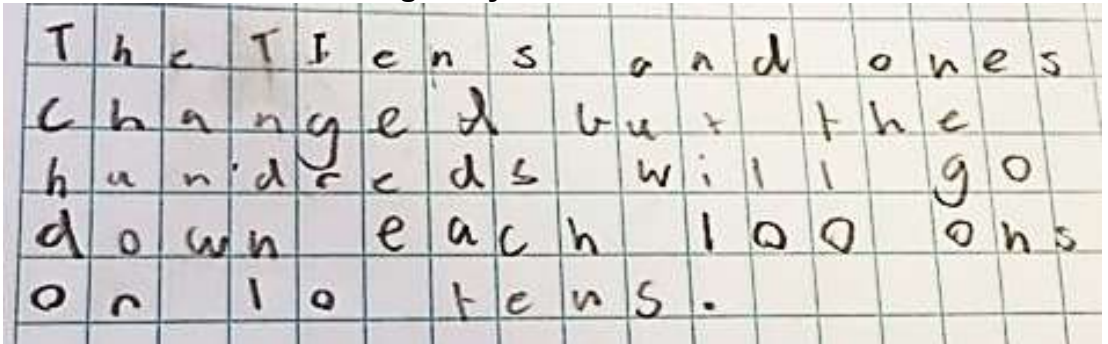 The TIens and ones
changed but the
hundreds will go
down each 100 ons
or 10 tens.